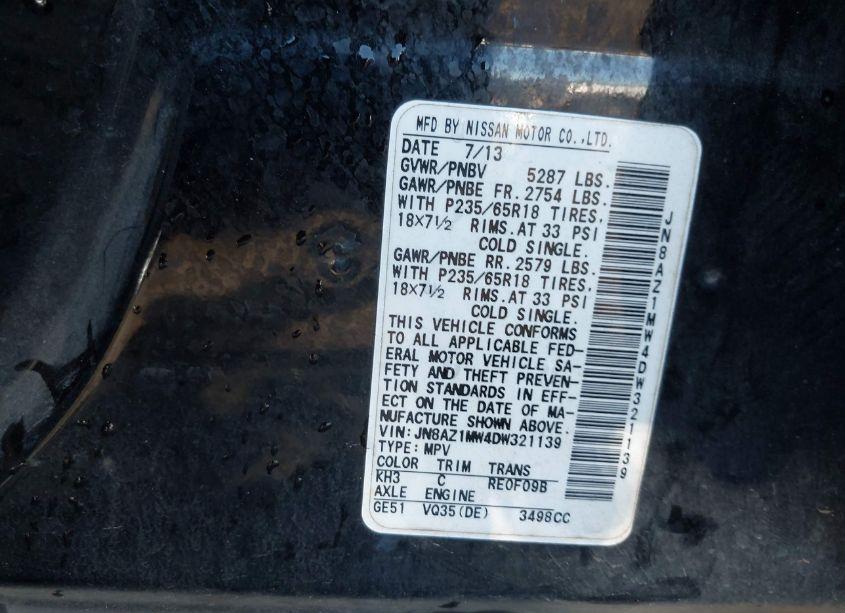 MFD BY NISSAN MOTOR CO.,LTD.
DATE 7/13
GVWR/PNBV 5287 LBS.
GAWR/PNBE FR. 2754 LBS.
WITH P235/65R18 TIRES,
18X7½ RIMS.AT 33 PSI
COLD SINGLE.
GAWR/PNBE RR. 2579 LBS.
WITH P235/65R18 TIRES,
18X7½ RIMS.AT 33 PSI
COLD SINGLE.
THIS VEHICLE CONFORMS
TO ALL APPLICABLE FED-
ERAL MOTOR VEHICLE SA-
FETY AND THEFT PREVEN-
TION STANDARDS IN EFF-
ECT ON THE DATE OF MA-
NUFACTURE SHOWN ABOVE.
VIN:JN8AZ1MW4DW321139
TYPE:MPV
COLOR TRIM TRANS
KH3 C RE0F09B
AXLE ENGINE
GE51 VQ35(DE) 3498CC
JN8AZ1MW4DW321139